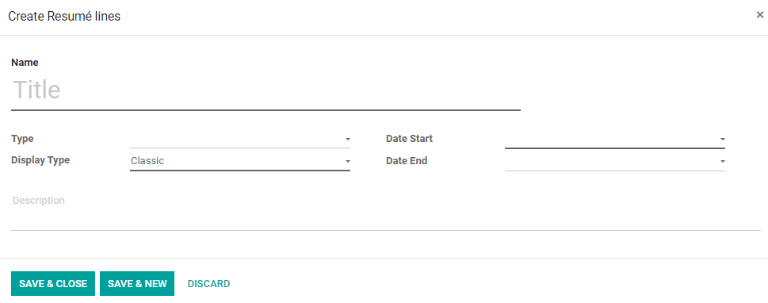 Create Resumé lines ×
Name
Title
Type
Date Start
Display Type Classic
Date End
Description
SAVE & CLOSE SAVE & NEW DISCARD